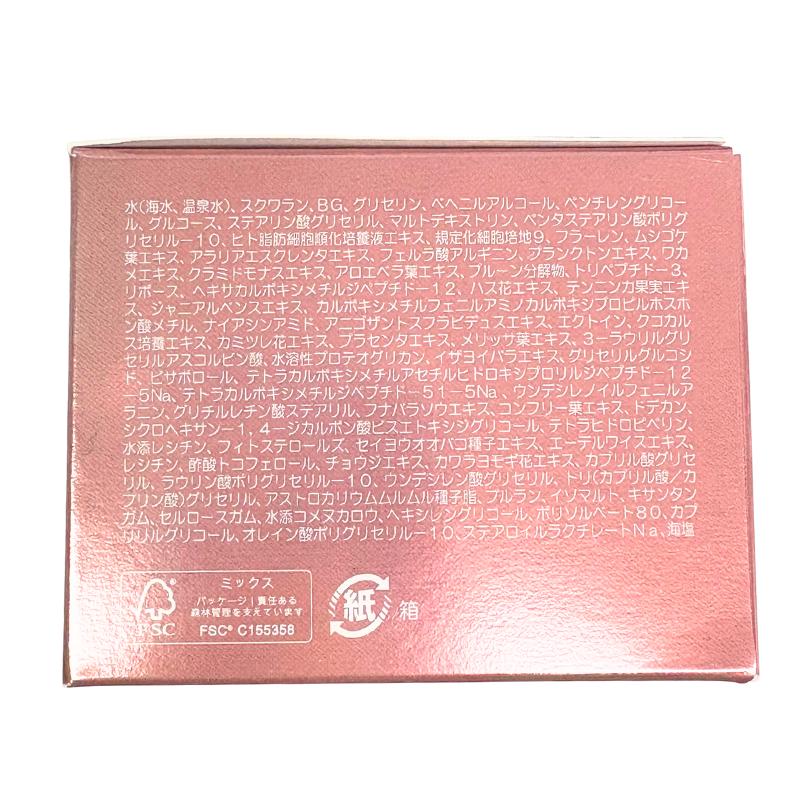 水(海水、温泉水)、スクワラン、BG、グリセリン、ベヘニルアルコール、ペンチレングリコー
ル、グルコース、ステアリン酸グリセリル、マルトデキストリン、ペンタステアリン酸ポリグ
リセリル−10、ヒト脂肪細胞順化培養液エキス、規定化細胞培地9、フラーレン、ムシゴケ
葉エキス、アラリアエスクレンタエキス、フェルラ酸アルギニン、プランクトンエキス、ワカ
メエキス、クラミドモナスエキス、アロエベラ葉エキス、プルーン分解物、トリペプチド−3、
リボース、ヘキサカルボキシメチルジペプチド−12、ハス花エキス、テンニンカ果実エキ
ス、ジャニアルベンスエキス、カルボキシメチルフェニルアミノカルボキシプロピルホスホ
ン酸メチル、ナイアシンアミド、アニゴザントスフラビデュスエキス、エクトイン、クコカル
ス培養エキス、カミツレ花エキス、プラセンタエキス、メリッサ葉エキス、3−ラウリルグリ
セリルアスコルビン酸、水溶性プロテオグリカン、イザヨイバラエキス、グリセリルグルコシ
ド、ビサボロール、テトラカルボキシメチルアセチルヒドロキシプロリルジペプチド−12
−5Na、テトラカルボキシメチルジペプチド−51−5Na、ウンデシレノイルフェニルア
ラニン、グリチルレチン酸ステアリル、フナバラソウエキス、コンフリー葉エキス、ドデカン、
シクロヘキサン−1,4−ジカルボン酸ビスエトキシジグリコール、テトラヒドロピペリン、
水添レシチン、フィトステロールズ、セイヨウオオバコ種子エキス、エーデルワイスエキス、
レシチン、酢酸トコフェロール、チョウジエキス、カワラヨモギ花エキス、カプリル酸グリセ
リル、ラウリン酸ポリグリセリル−10、ウンデシレン酸グリセリル、トリ(カプリル酸/カ
プリン酸)グリセリル、アストロカリウムムルムル種子脂、プルラン、イソマルト、キサンタン
ガム、セルロースガム、水添コメヌカロウ、ヘキシレングリコール、ポリソルベート80、カプ
リリルグリコール、オレイン酸ポリグリセリル−10、ステアロイルラクチレートNa、海塩
FSC
ミックス
パッケージ|責任ある
森林管理を支えています
FSC® C155358
紙
箱